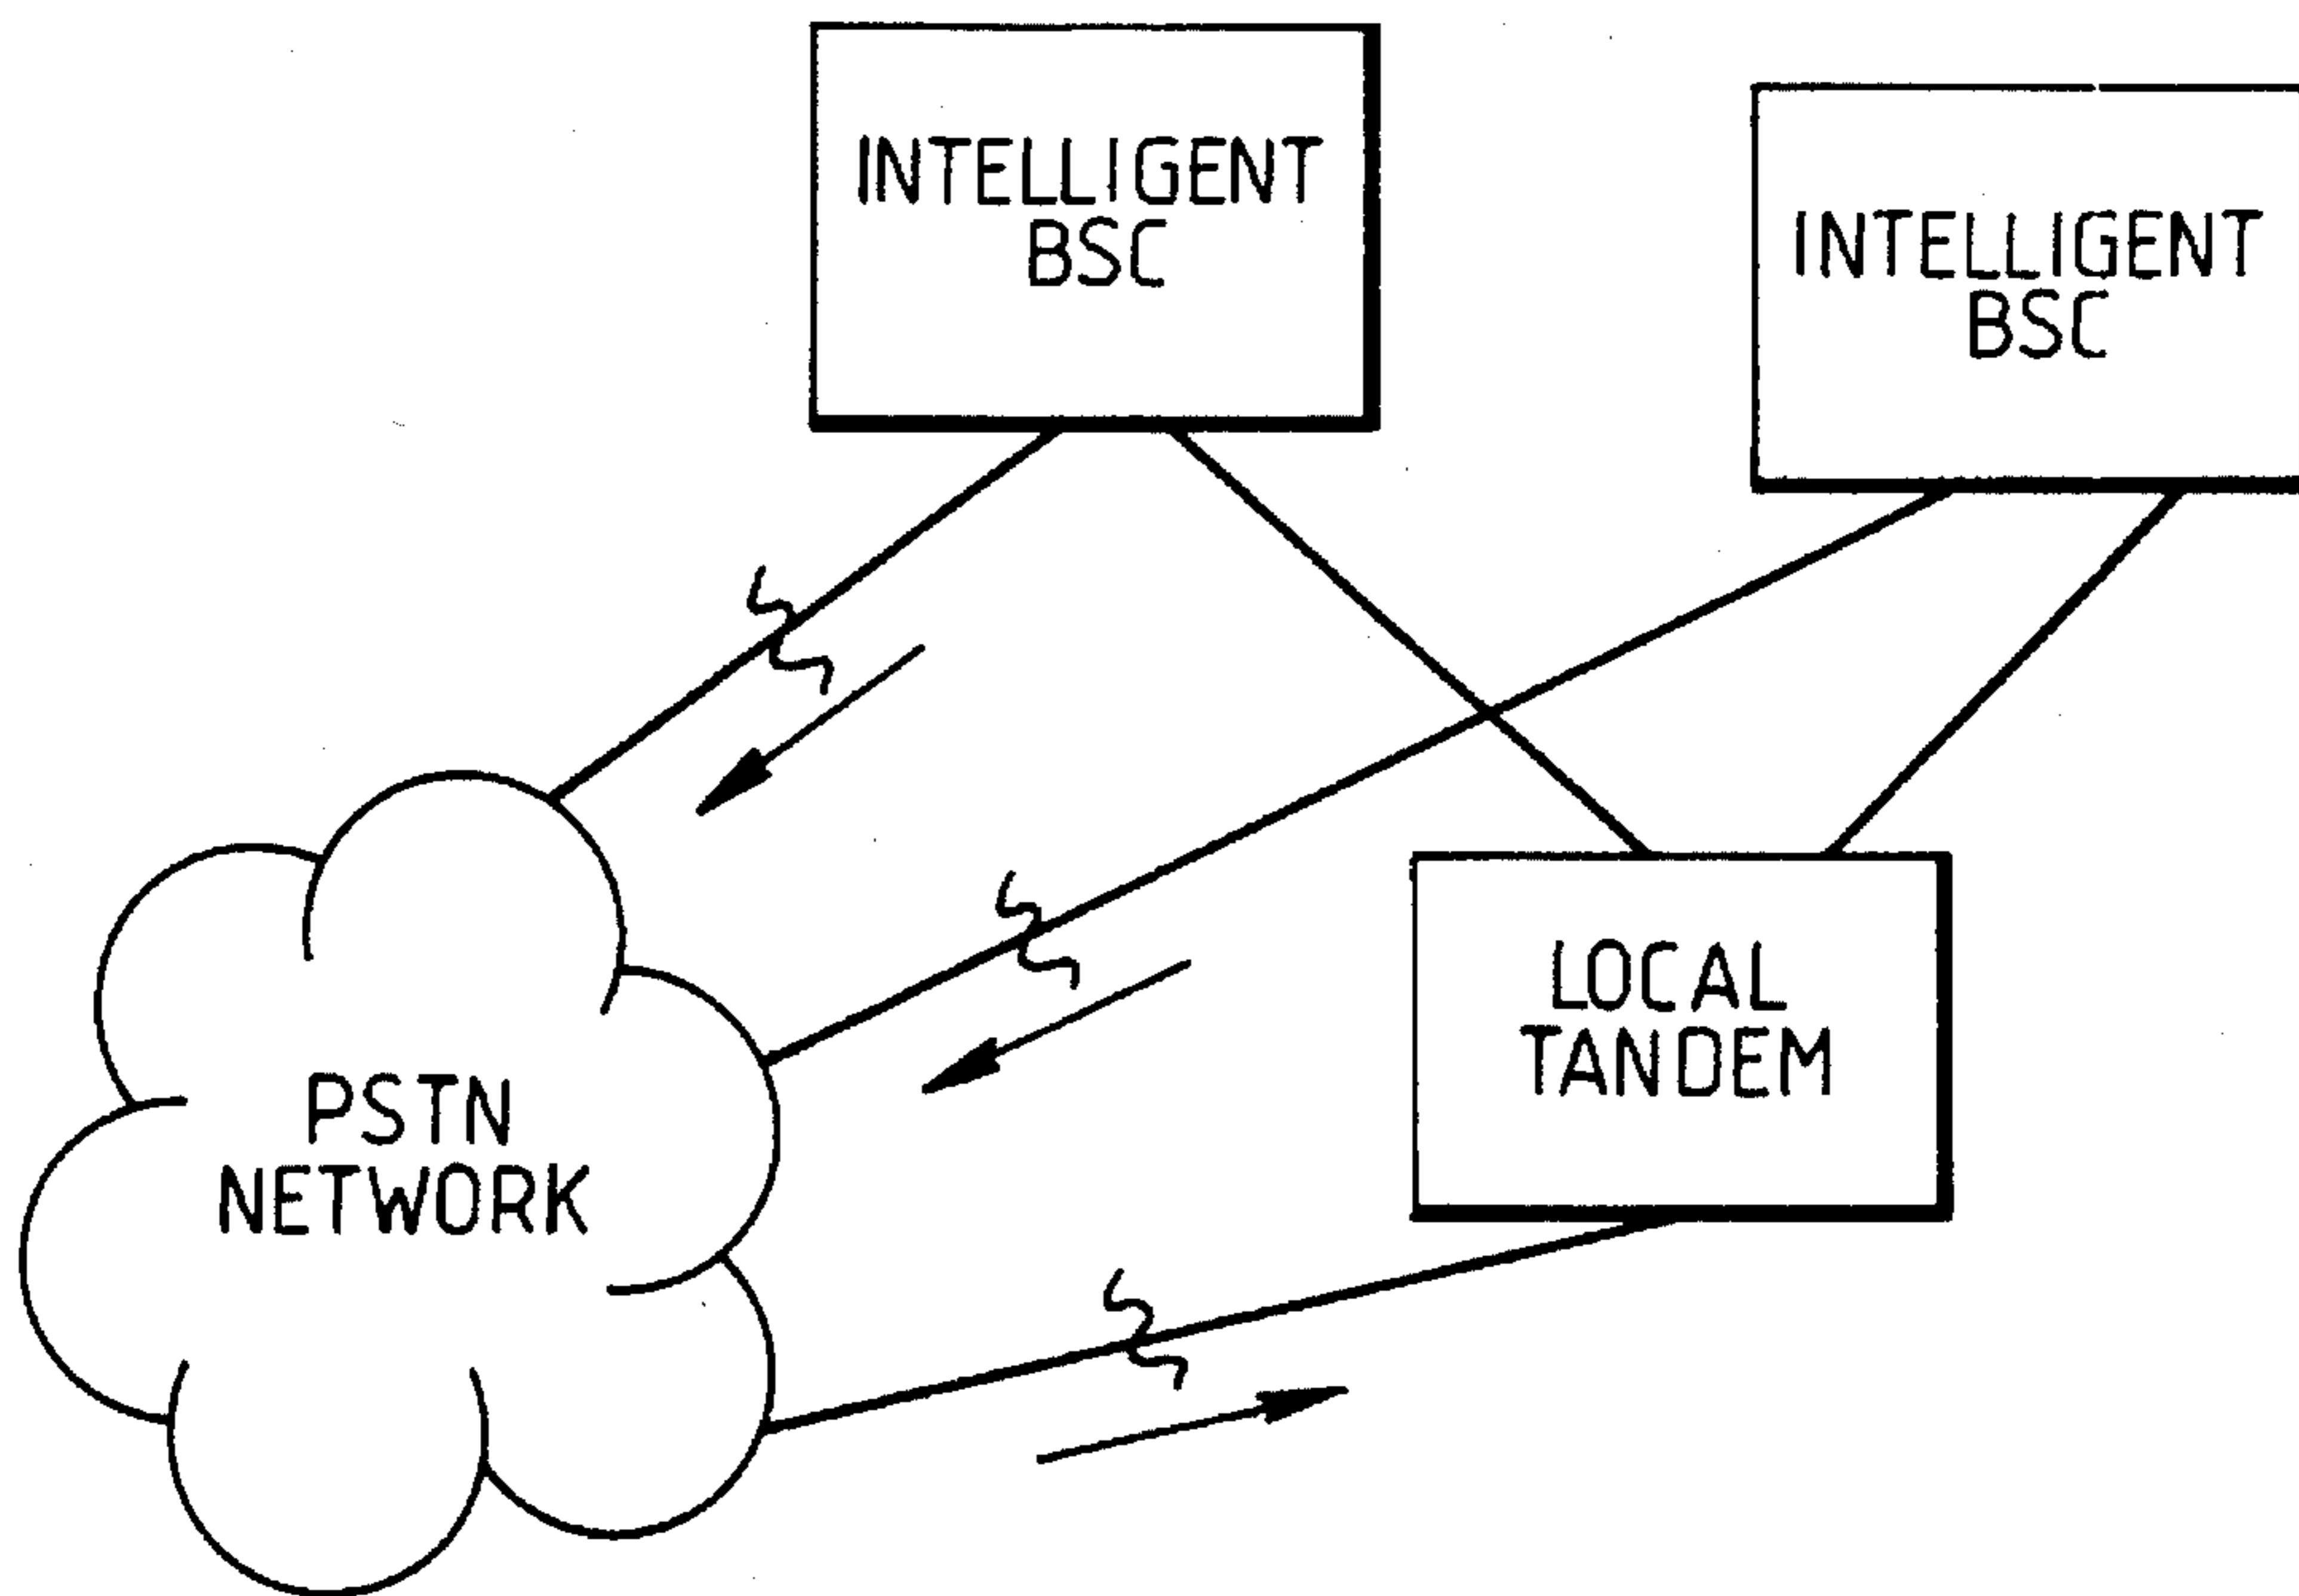 INTELLIGENT
BSC
INTELLIGENT
BSC
LOCAL
TANDEM
PSTN
NETWORK